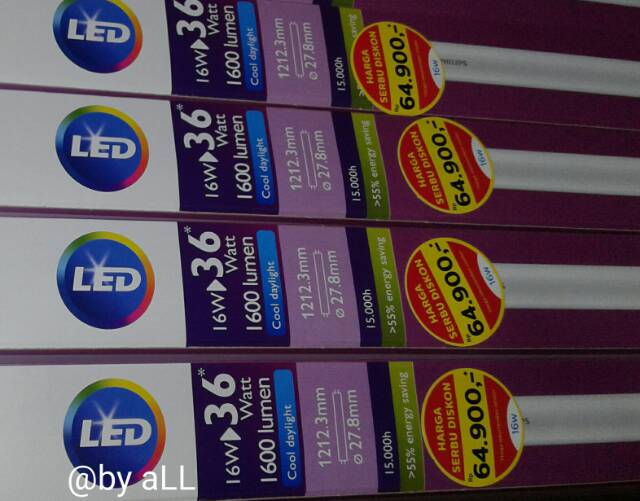 LED
16W▶36*
Watt
1600 lumen
Cool daylight
1212.3mm
⌀ 27.8mm
15.000h
saving
HARGA
SERBU DISKON
Rp 64.900,-
16w
PHILIPS
LED
16W▶36*
Watt
1600 lumen
Cool daylight
1212.3mm
⌀ 27.8mm
15.000h
>55% energy saving
HARGA
SERBU DISKON
Rp 64.900,-
16w
LED
16W▶36*
Watt
1600 lumen
Cool daylight
1212.3mm
⌀ 27.8mm
15.000h
>55% energy saving
HARGA
SERBU DISKON
Rp 64.900,-
16w
LED
16W▶36*
Watt
1600 lumen
Cool daylight
1212.3mm
⌀ 27.8mm
15.000h
>55% energy saving
HARGA
SERBU DISKON
Rp 64.900,-
16w
@by aLL